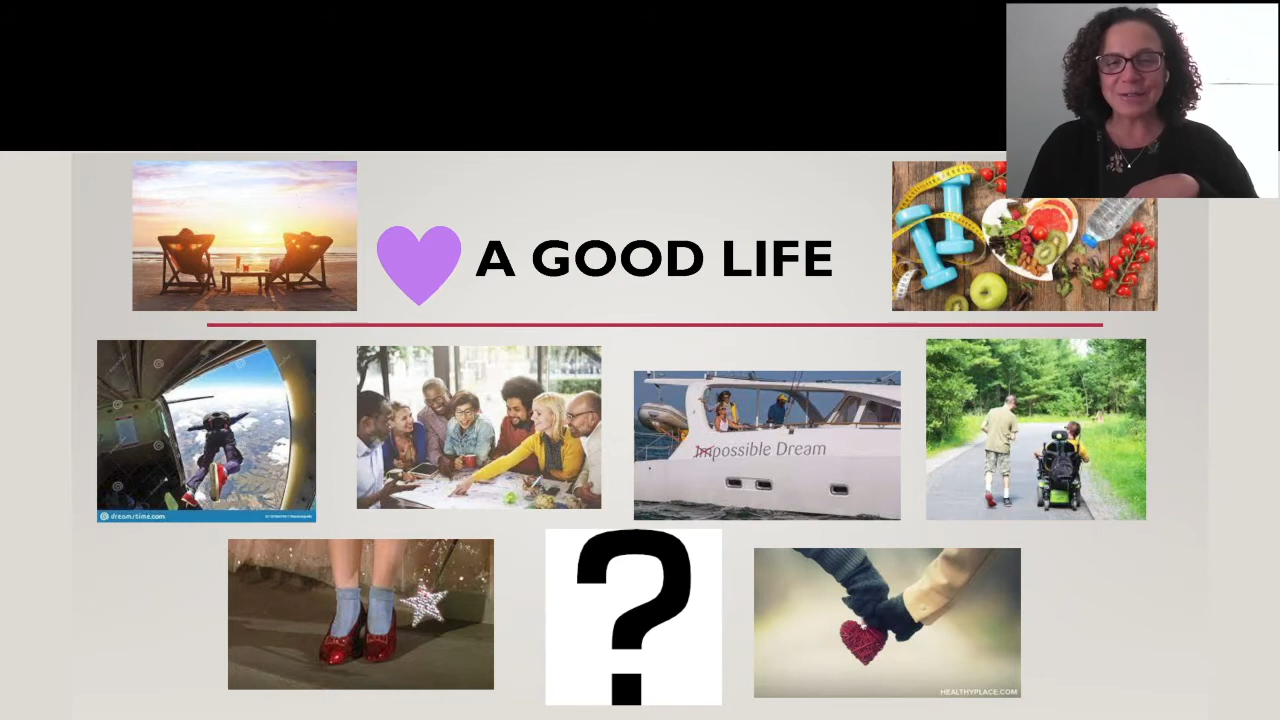 A GOOD LIFE
Impossible Dream
dreamstime.com
?
HEALTHYPLACE.COM